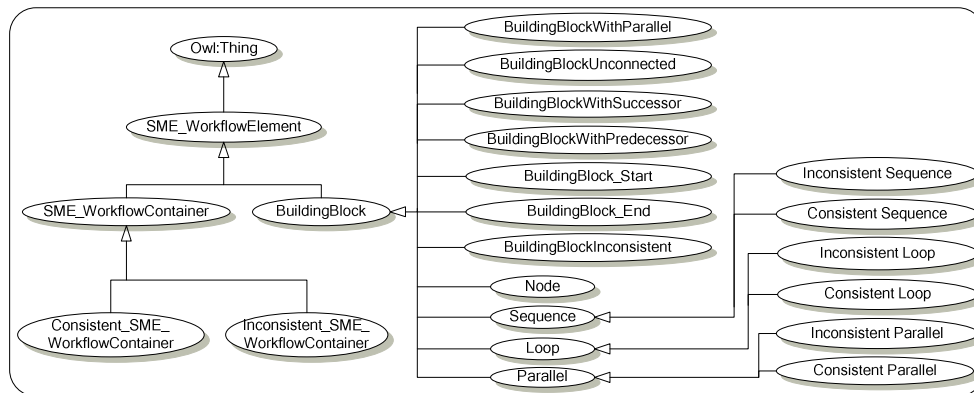 Owl:Thing
SME_WorkflowElement
SME_WorkflowContainer
BuildingBlock
Consistent_SME_
WorkflowContainer
Inconsistent_SME_
WorkflowContainer
BuildingBlockWithParallel
BuildingBlockUnconnected
BuildingBlockWithSuccessor
BuildingBlockWithPredecessor
BuildingBlock_Start
BuildingBlock_End
BuildingBlockInconsistent
Node
Sequence
Loop
Parallel
Inconsistent Sequence
Consistent Sequence
Inconsistent Loop
Consistent Loop
Inconsistent Parallel
Consistent Parallel